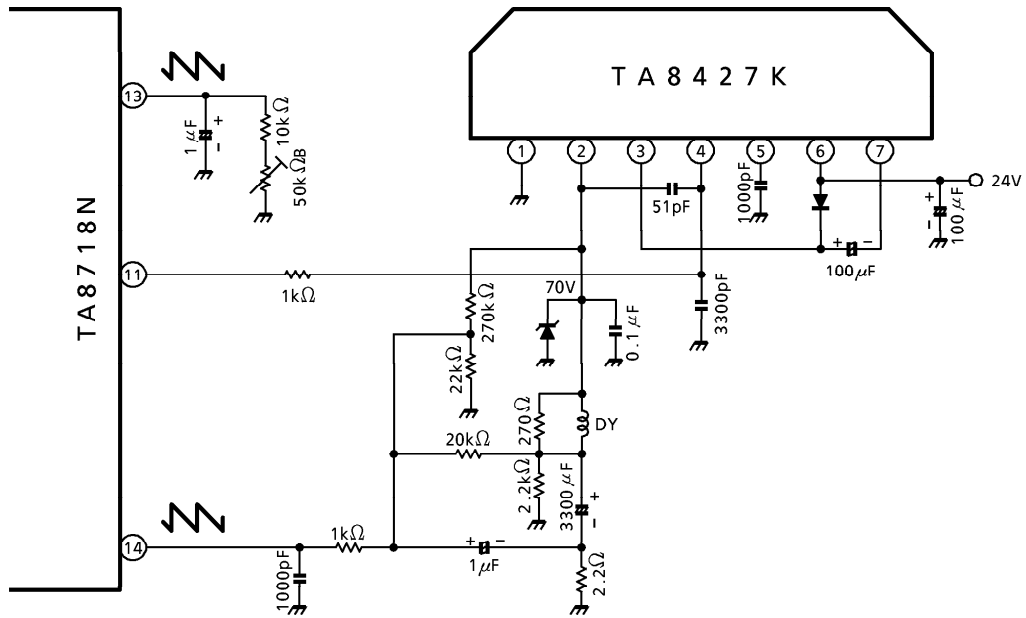 TA8718N
13
1μF
+
-
10kΩ
50kΩB
11
1kΩ
14
1000pF
1kΩ
TA8427K
1
2
3
4
5
6
7
51pF
1000pF
24V
+
-
100μF
+ -
100μF
70V
270kΩ
22kΩ
0.1μF
3300pF
270Ω
DY
20kΩ
2.2kΩ
3300μF
+
-
+ -
1μF
2.2Ω